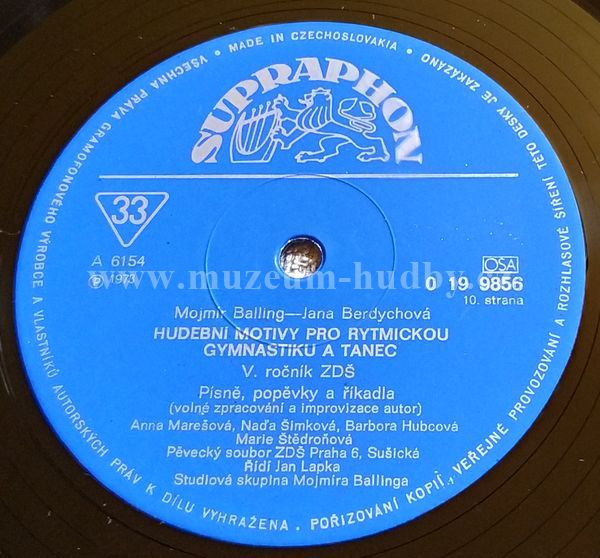 VŠECHNA PRÁVA GRAMOFONOVÉHO VÝROBCE A VLASTNÍKŮ AUTORSKÝCH PRÁV K DÍLU VYHRAŽENA. POŘIZOVÁNÍ KOPIÍ, VEŘEJNÉ PROVOZOVÁNÍ A ROZHLASOVÉ ŠÍŘENÍ TÉTO DESKY JE ZAKÁZÁNO • MADE IN CZECHOSLOVAKIA •
SUPRAPHON
33
A 6154
℗ 1973
OSA
0 19 9856
10. strana
www.muzeum-hudby.
Mojmír Balling—Jana Berdychová
HUDEBNÍ MOTIVY PRO RYTMICKOU
GYMNASTIKU A TANEC
V. ročník ZDŠ
Písně, popěvky a říkadla
(volné zpracování a improvizace autor)
Anna Marešová, Naďa Šimková, Barbora Hubcová
Marie Štědroňová
Pěvecký soubor ZDŠ Praha 6, Sušická
Řídí Jan Lapka
Studiová skupina Mojmíra Ballinga